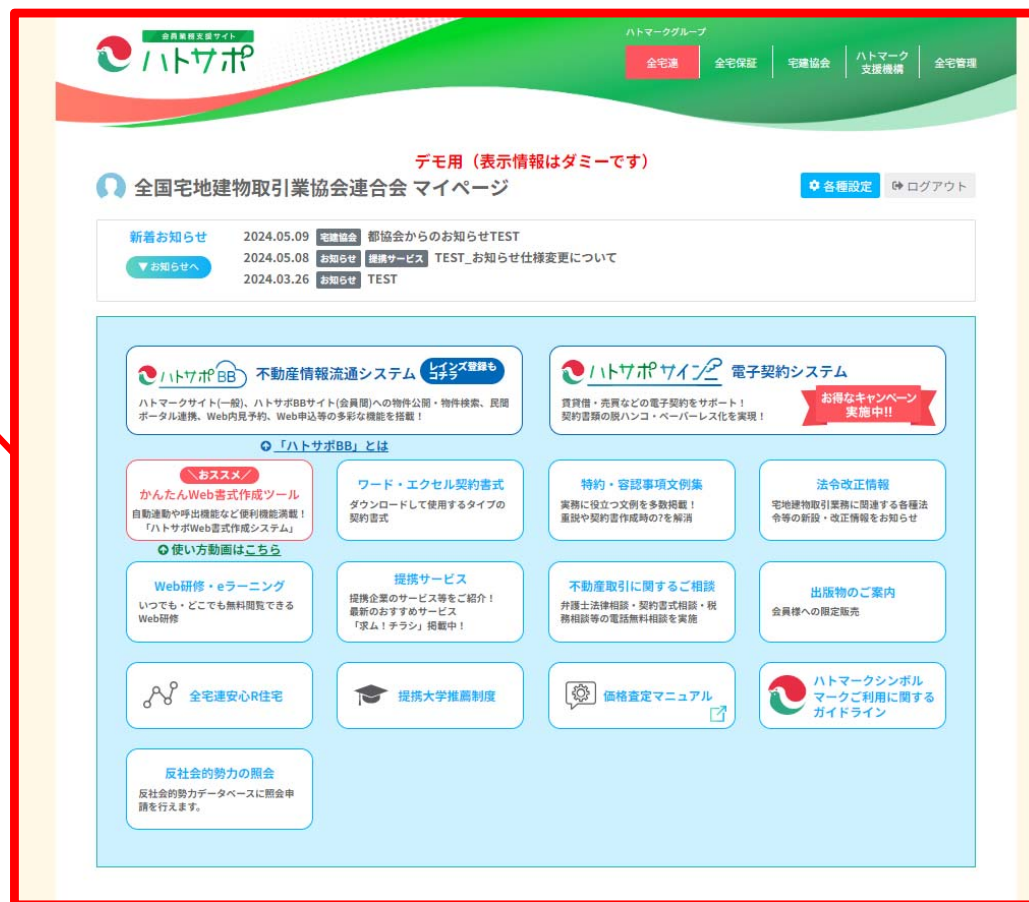 会員業務支援サイト
ハトサポ
ハトマークグループ
全宅連
全宅保証
宅建協会
ハトマーク
支援機構
全宅管理
デモ用（表示情報はダミーです）
全国宅地建物取引業協会連合会 マイページ
各種設定
ログアウト
新着お知らせ
▼お知らせへ
2024.05.09 宅建協会 都協会からのお知らせTEST
2024.05.08 お知らせ 提携サービス TEST_お知らせ仕様変更について
2024.03.26 お知らせ TEST
ハトサポBB 不動産情報流通システム
レインズ登録も
コチラ
ハトマークサイト(一般)、ハトサポBBサイト(会員間)への物件公開・物件検索、民間
ポータル連携、Web内見予約、Web申込等の多彩な機能を搭載！
「ハトサポBB」とは
ハトサポサイン 電子契約システム
賃貸借・売買などの電子契約をサポート！
契約書類の脱ハンコ・ペーパーレス化を実現！
お得なキャンペーン
実施中!!
＼おススメ／
かんたんWeb書式作成ツール
自動連動や呼出機能など便利機能満載！
「ハトサポWeb書式作成システム」
使い方動画はこちら
ワード・エクセル契約書式
ダウンロードして使用するタイプの
契約書式
特約・容認事項文例集
実務に役立つ文例を多数掲載！
重説や契約書作成時の?を解消
法令改正情報
宅地建物取引業務に関連する各種法
令等の新設・改正情報をお知らせ
Web研修・eラーニング
いつでも・どこでも無料閲覧できる
Web研修
提携サービス
提携企業のサービス等をご紹介！
最新のおすすめサービス
「求ム！チラシ」掲載中！
不動産取引に関するご相談
弁護士法律相談・契約書式相談・税
務相談等の電話無料相談を実施
出版物のご案内
会員様への限定販売
全宅連安心R住宅
提携大学推薦制度
価格査定マニュアル
ハトマークシンボル
マークご利用に関する
ガイドライン
反社会的勢力の照会
反社会的勢力データベースに照会申
請を行えます。